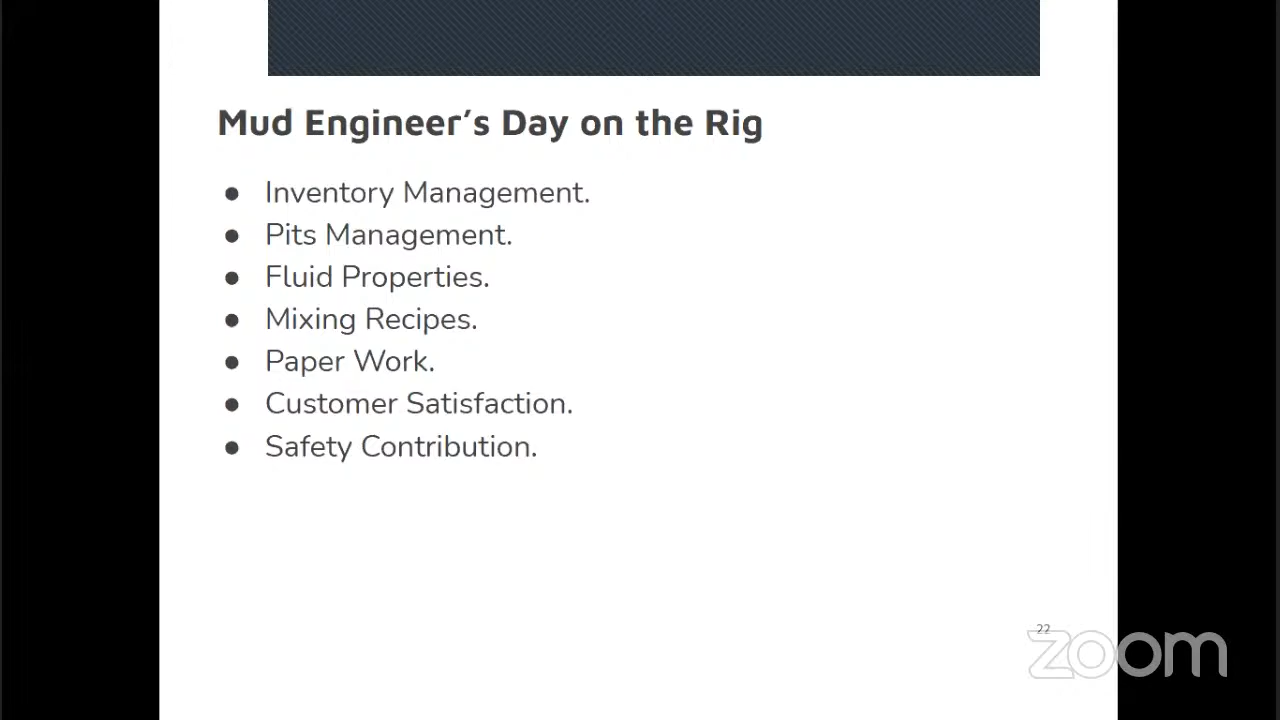 Mud Engineer’s Day on the Rig
● Inventory Management.
● Pits Management.
● Fluid Properties.
● Mixing Recipes.
● Paper Work.
● Customer Satisfaction.
● Safety Contribution.
22
zoom